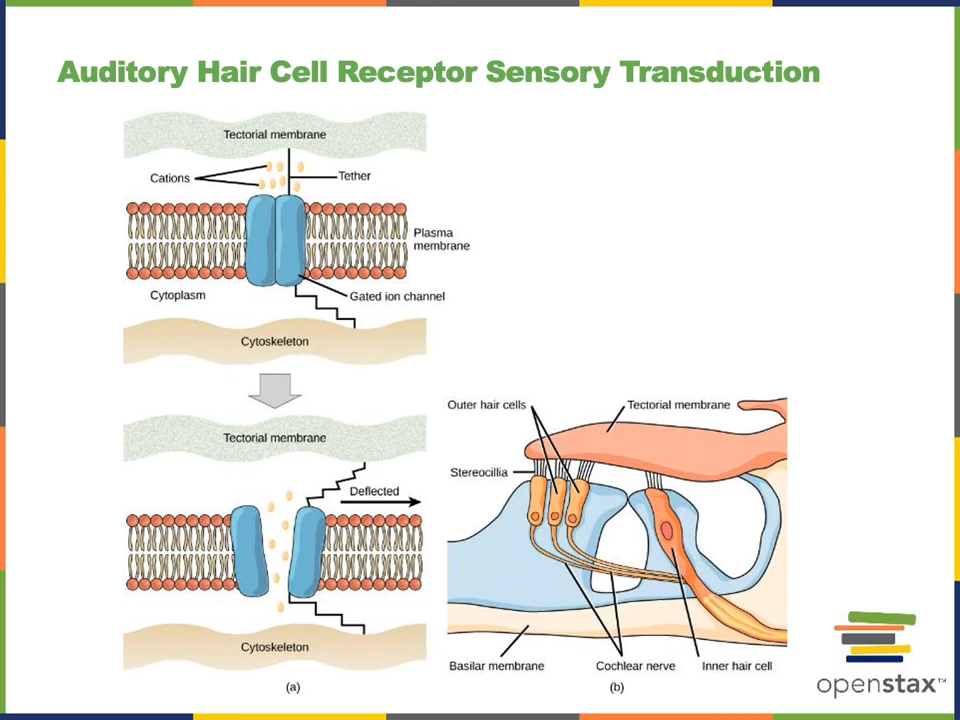 Auditory Hair Cell Receptor Sensory Transduction
Tectorial membrane
Cations
Tether
Plasma
membrane
Cytoplasm
Gated ion channel
Cytoskeleton
Tectorial membrane
Deflected
Cytoskeleton
(a)
Outer hair cells
Tectorial membrane
Stereocillia
Basilar membrane
Cochlear nerve
Inner hair cell
(b)
openstax™